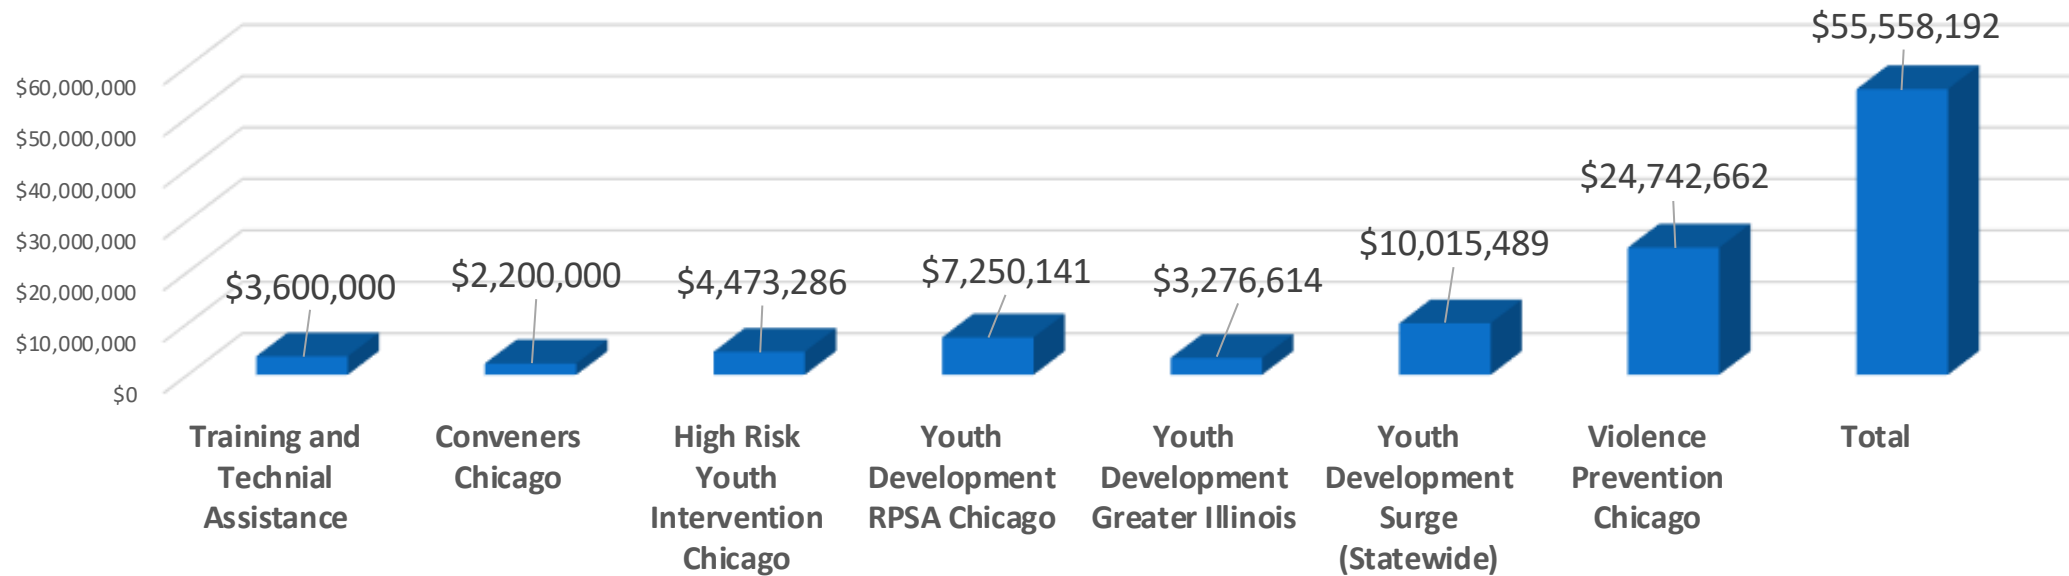 $60,000,000
$50,000,000
$40,000,000
$30,000,000
$20,000,000
$10,000,000
$0
$3,600,000
$2,200,000
$4,473,286
$7,250,141
$3,276,614
$10,015,489
$24,742,662
$55,558,192
Training and
Technial
Assistance
Conveners
Chicago
High Risk
Youth
Intervention
Chicago
Youth
Development
RPSA Chicago
Youth
Development
Greater Illinois
Youth
Development
Surge
(Statewide)
Violence
Prevention
Chicago
Total